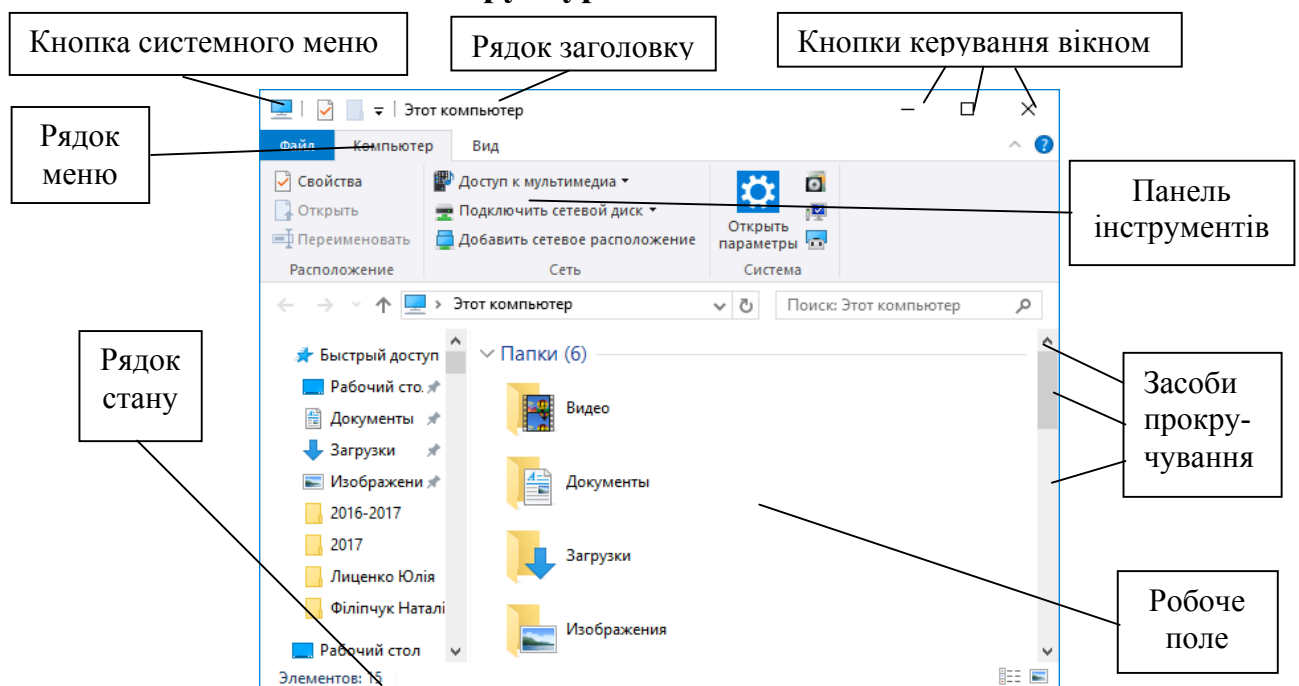 Кнопка системного меню
Рядок заголовку
Кнопки керування вікном
Этот компьютер
Рядок
меню
Файл Компьютер Вид
Свойства
Открыть
Переименовать
Расположение
Доступ к мультимедиа
Подключить сетевой диск
Добавить сетевое расположение
Сеть
Открыть
параметры
Система
Панель
інструментів
Этот компьютер
Поиск: Этот компьютер
Рядок
стану
Быстрый доступ
Рабочий сто.
Документы
Загрузки
Изображени
2016-2017
2017
Лиценко Юлія
Філіпчук Наталі
Рабочий стол
Папки (6)
Видео
Документы
Загрузки
Изображения
Засоби
прокру-
чування
Робоче
поле
Элементов: 15